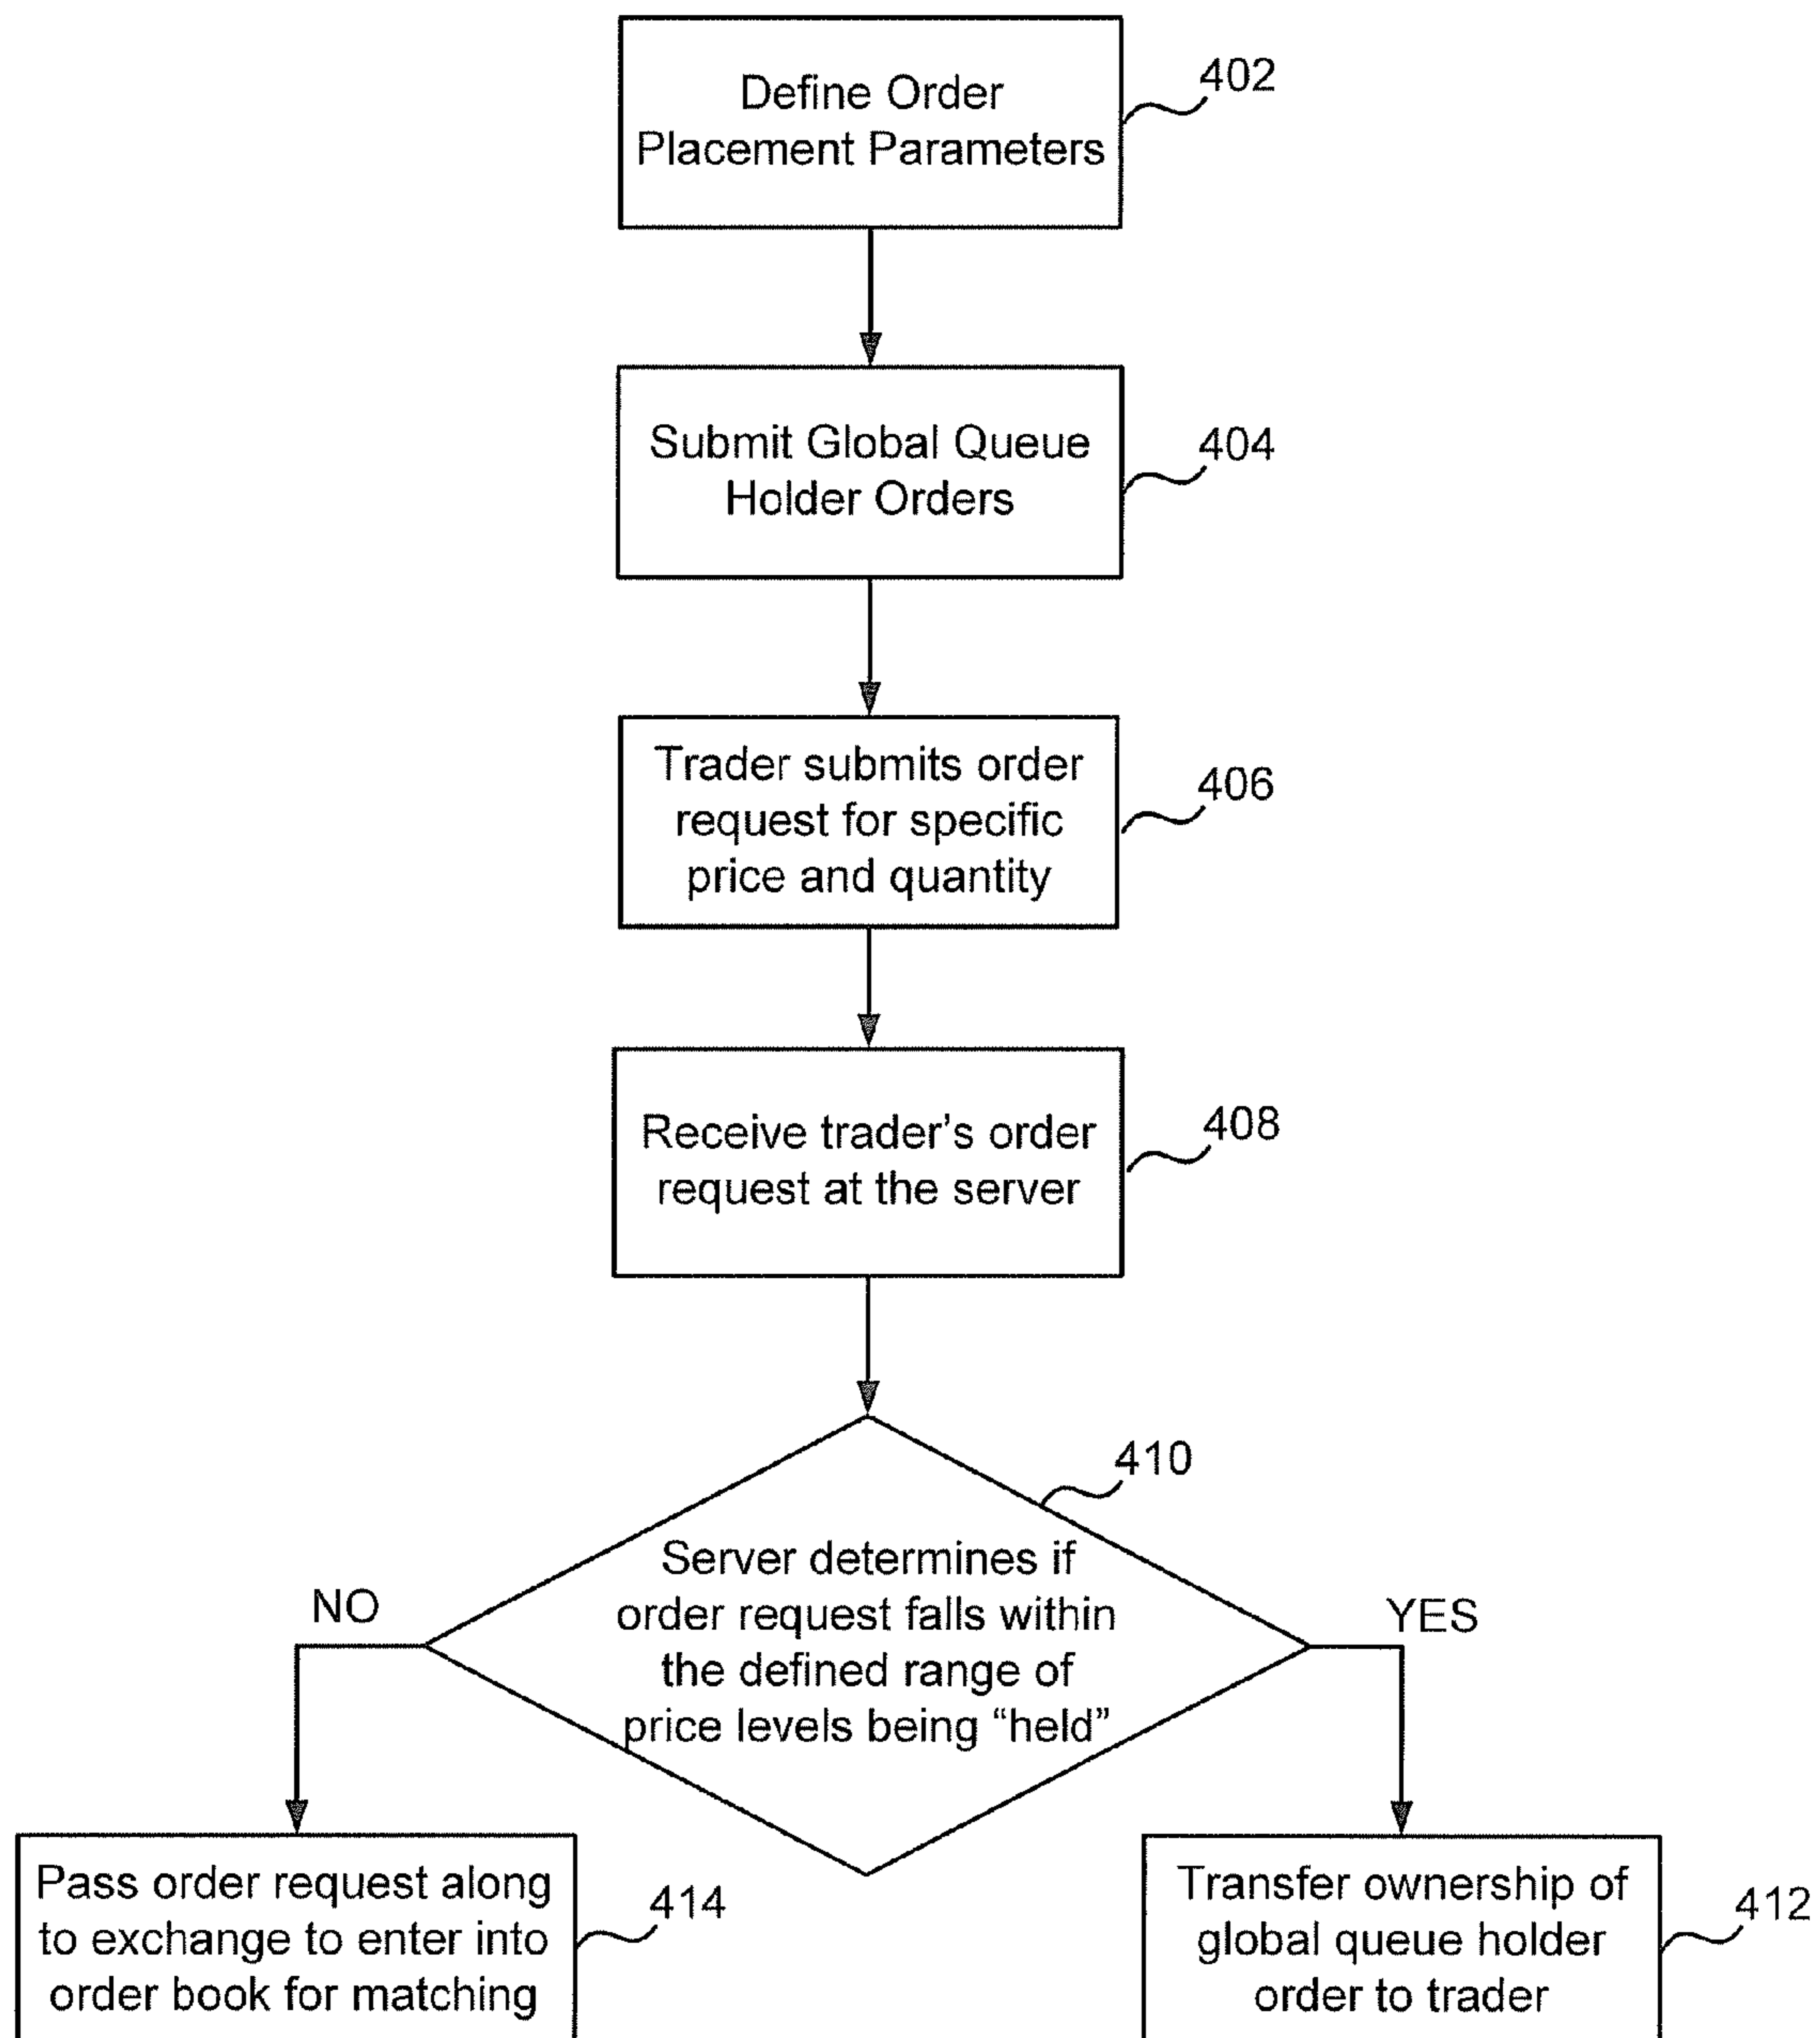 Define Order
Placement Parameters
402
Submit Global Queue
Holder Orders
404
Trader submits order
request for specific
price and quantity
406
Receive trader’s order
request at the server
408
410
Server determines if
order request falls within
the defined range of
price levels being “held”
NO
YES
Pass order request along
to exchange to enter into
order book for matching
414
Transfer ownership of
global queue holder
order to trader
412